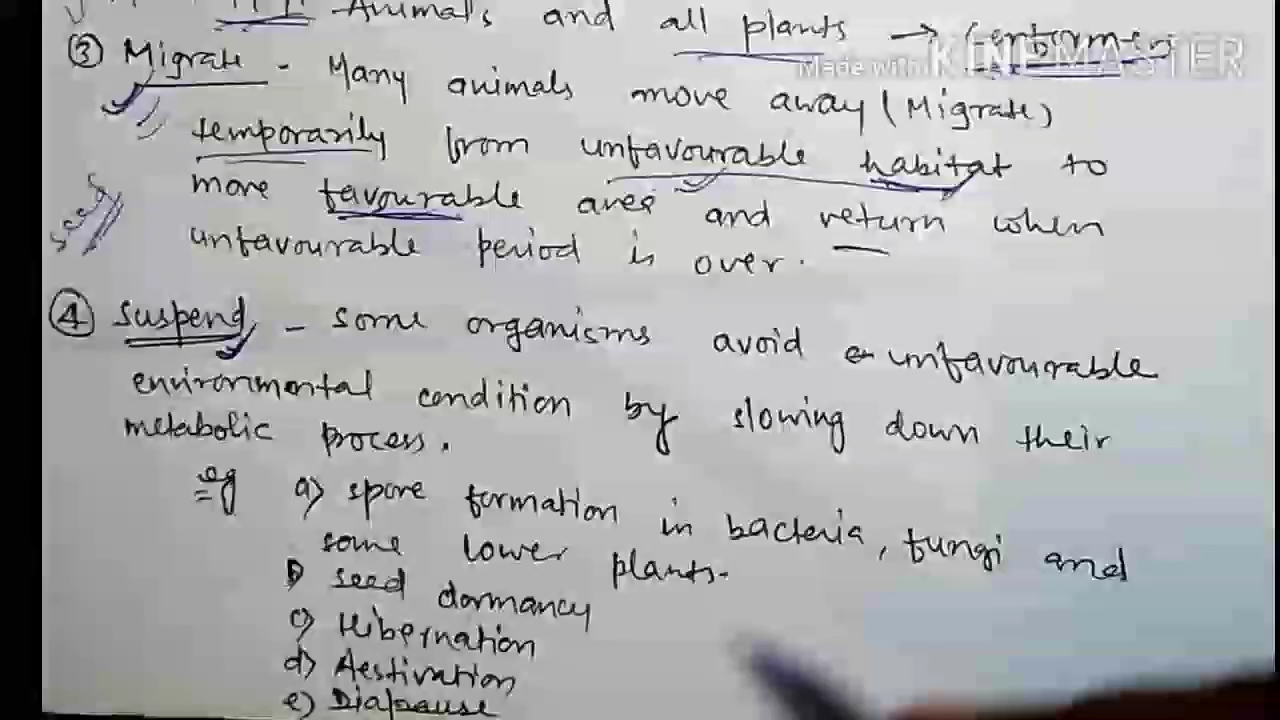 Animals and all plants → Conformers
Made with KINEMASTER
③ Migrate - Many animals move away (Migrate)
temporarily from unfavourable habitat to
more favourable area and return when
unfavourable period is over.
seed
④ Suspend - some organisms avoid unfavourable
environmental condition by slowing down their
metabolic process.
eg a) spore formation in bacteria, fungi and
some lower plants.
b) seed dormancy
c) Hibernation
d) Aestivation
e) Diapause